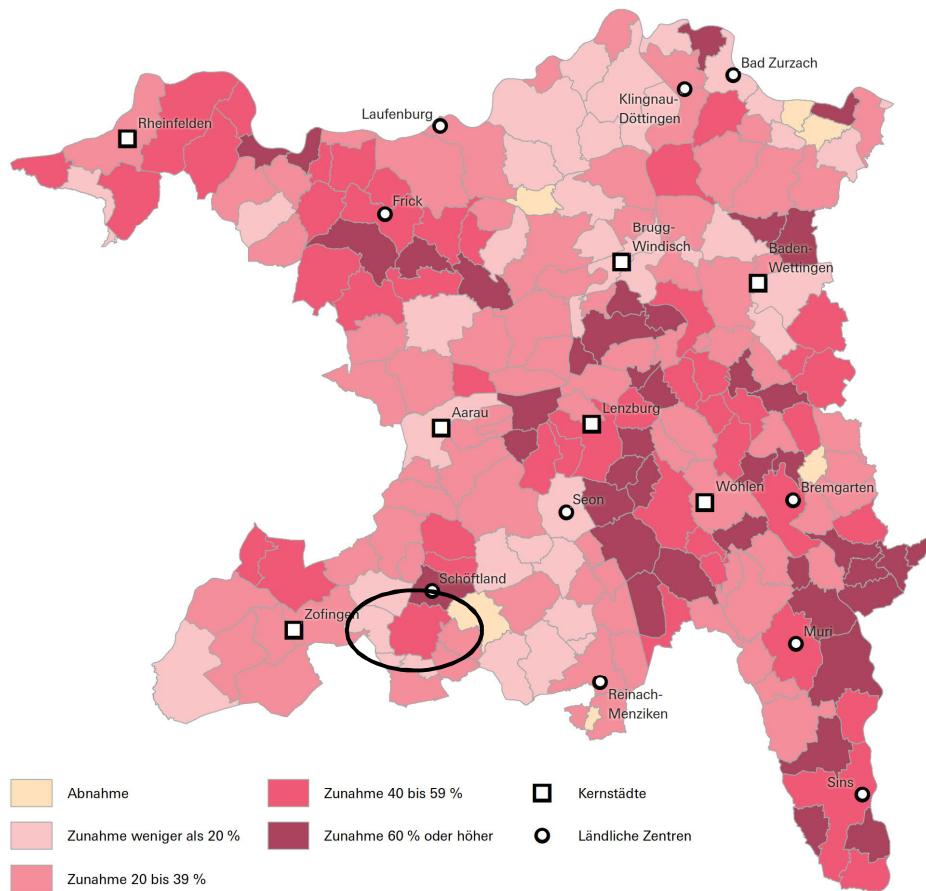 Bad Zurzach
Klingnau-
Döttingen
Laufenburg
Rheinfelden
Frick
Brugg-
Windisch
Baden-
Wettingen
Aarau
Lenzburg
Wohlen
Bremgarten
Seon
Schöftland
Zofingen
Muri
Reinach-
Menziken
Sins
Abnahme
Zunahme weniger als 20 %
Zunahme 20 bis 39 %
Zunahme 40 bis 59 %
Zunahme 60 % oder höher
Kernstädte
Ländliche Zentren